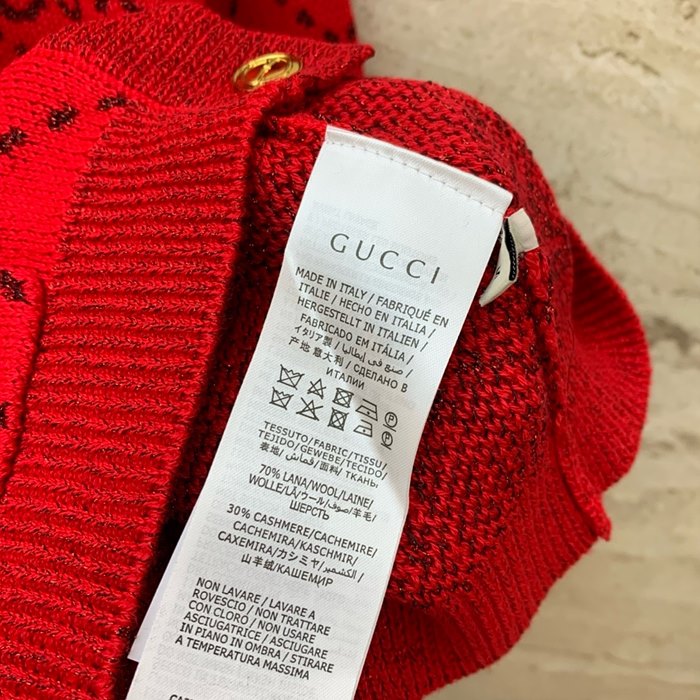 GUCCI
MADE IN ITALY / FABRIQUÉ EN
ITALIE / HECHO EN ITALIA /
HERGESTELLT IN ITALIEN /
FABRICADO EM ITÁLIA /
イタリア製 / صنع في إيطاليا /
产地 意大利 / СДЕЛАНО В
ИТАЛИИ
TESSUTO/FABRIC/TISSU/
TEJIDO/GEWEBE/TECIDO/
表地/قماش/面料/ ТКАНЬ,
70% LANA/WOOL/LAINE/
WOLLE/LÃ/ウール/صوف/羊毛/
ШЕРСТЬ
30% CASHMERE/CACHEMIRE/
CACHEMIRA/KASCHMIR/
CAXEMIRA/カシミヤ/الكشمير/
山羊绒/КАШЕМИР
NON LAVARE / LAVARE A
ROVESCIO / NON TRATTARE
CON CLORO / NON USARE
ASCIUGATRICE / ASCIUGARE
IN PIANO IN OMBRA / STIRARE
A TEMPERATURA MASSIMA